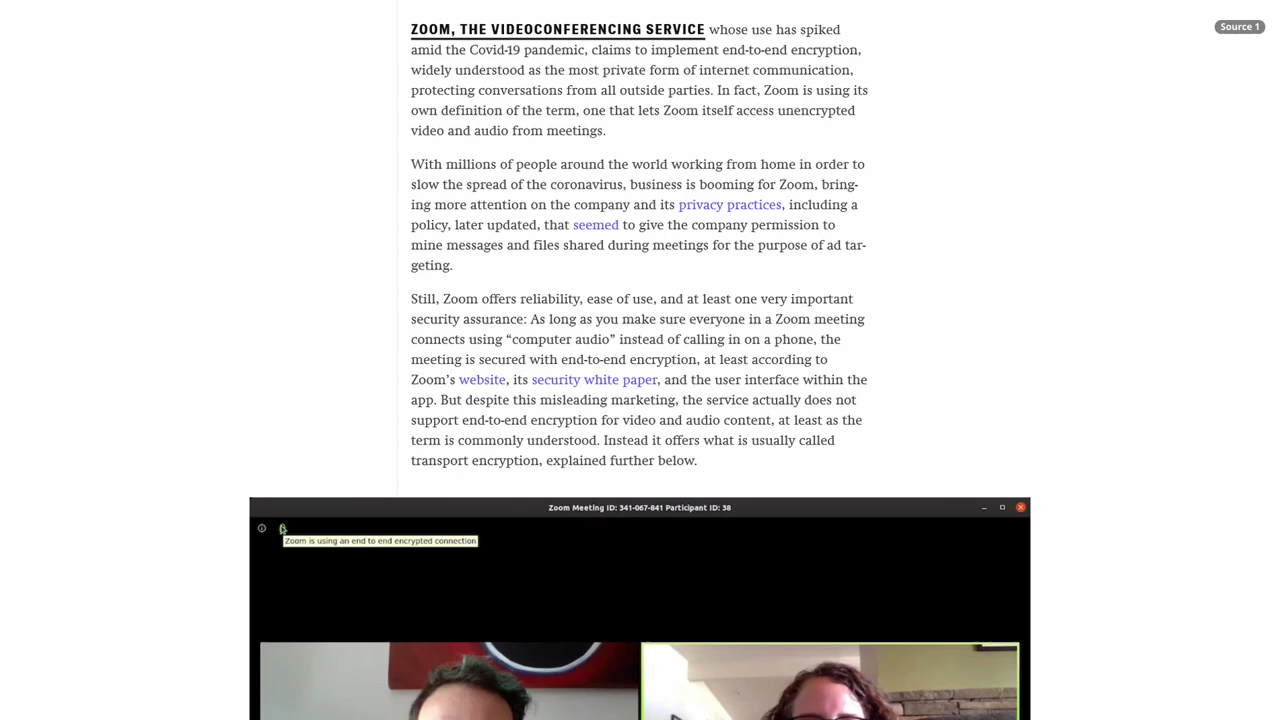 ZOOM, THE VIDEOCONFERENCING SERVICE whose use has spiked
Source 1
amid the Covid-19 pandemic, claims to implement end-to-end encryption,
widely understood as the most private form of internet communication,
protecting conversations from all outside parties. In fact, Zoom is using its
own definition of the term, one that lets Zoom itself access unencrypted
video and audio from meetings.
With millions of people around the world working from home in order to
slow the spread of the coronavirus, business is booming for Zoom, bring-
ing more attention on the company and its privacy practices, including a
policy, later updated, that seemed to give the company permission to
mine messages and files shared during meetings for the purpose of ad tar-
geting.
Still, Zoom offers reliability, ease of use, and at least one very important
security assurance: As long as you make sure everyone in a Zoom meeting
connects using “computer audio” instead of calling in on a phone, the
meeting is secured with end-to-end encryption, at least according to
Zoom’s website, its security white paper, and the user interface within the
app. But despite this misleading marketing, the service actually does not
support end-to-end encryption for video and audio content, at least as the
term is commonly understood. Instead it offers what is usually called
transport encryption, explained further below.
Zoom Meeting ID: 341-067-841 Participant ID: 38
Zoom is using an end to end encrypted connection